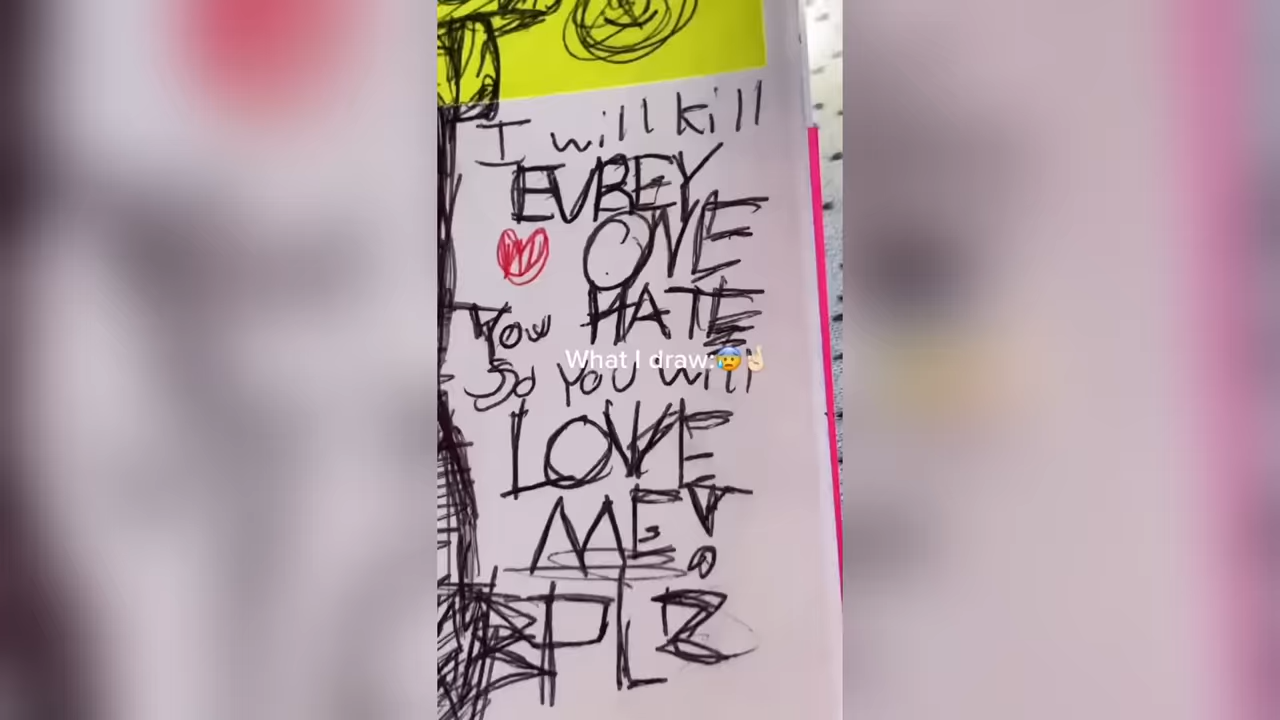 I will kill
EVREY
ONE
You HATE
What I draw:😰🤞🏻
So you will
LOVE
ME!
PLZ